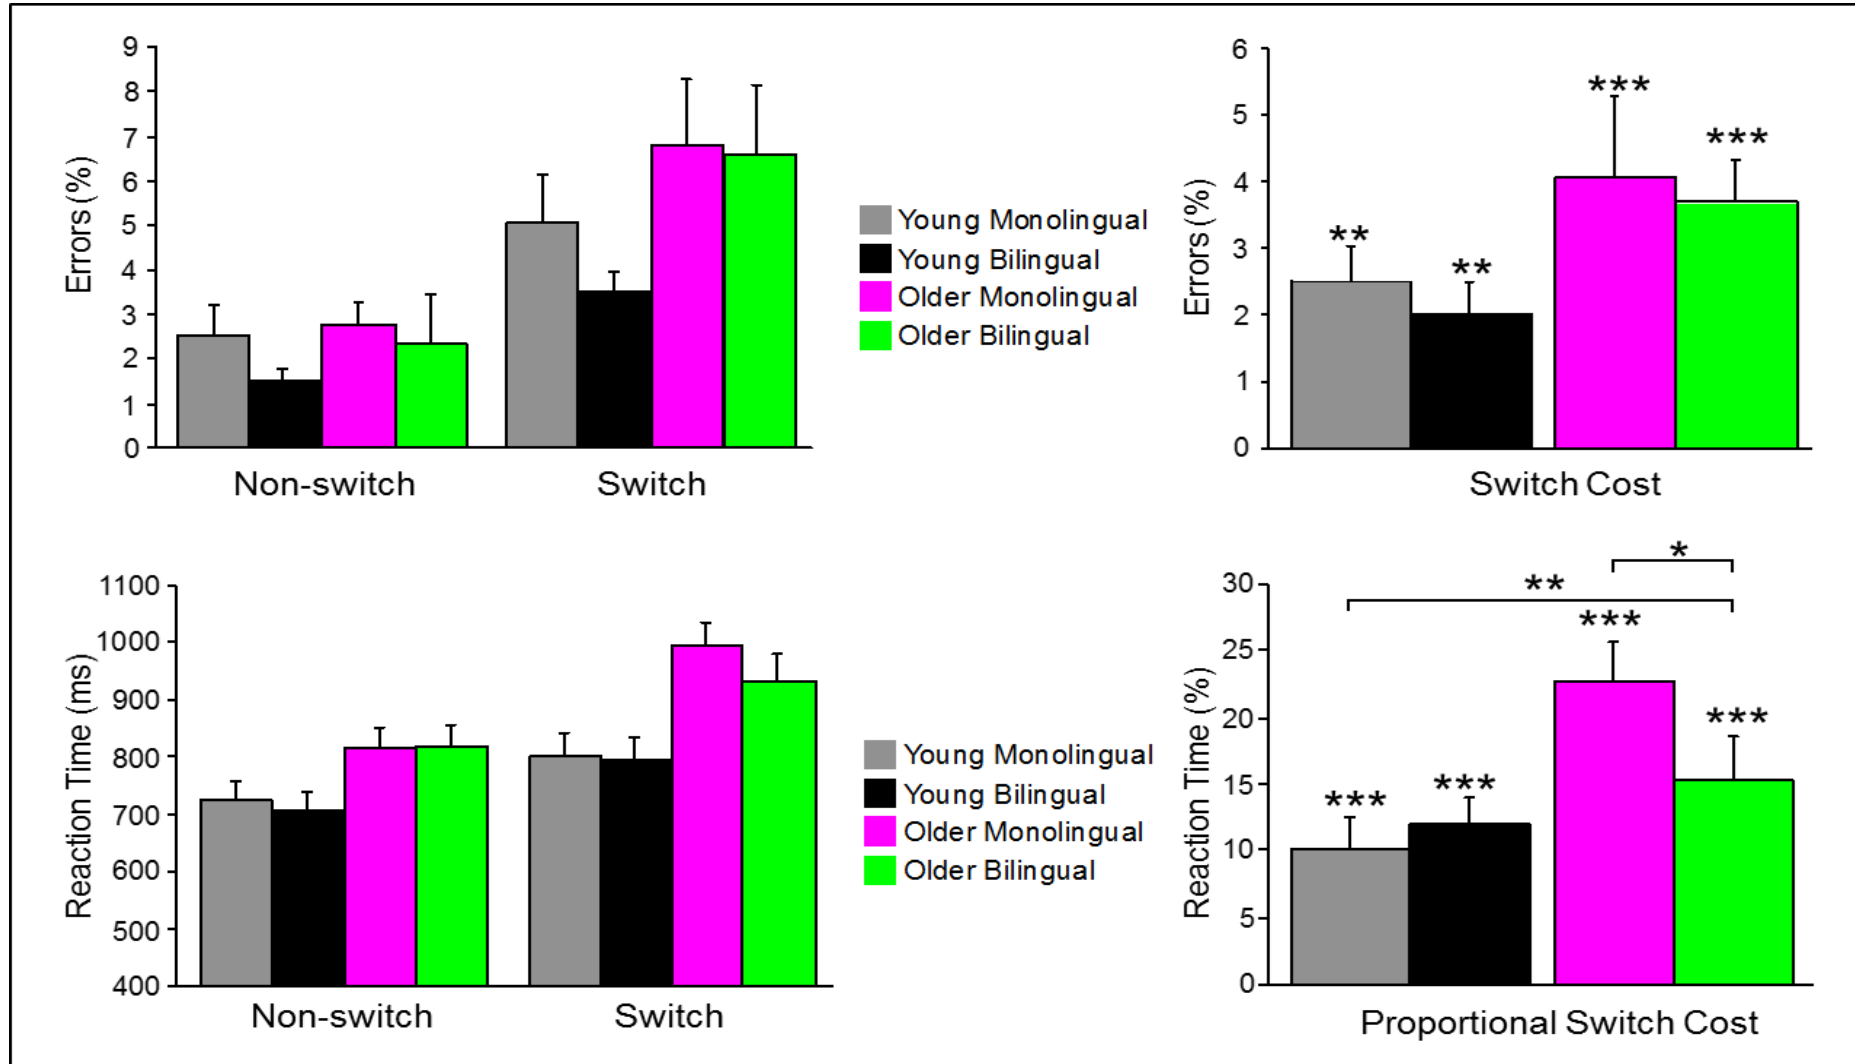 9
8
7
6
5
4
3
2
1
0
Errors (%)
Non-switch
Switch
Young Monolingual
Young Bilingual
Older Monolingual
Older Bilingual
6
5
4
3
2
1
0
Errors (%)
**
**
***
***
Switch Cost
1100
1000
900
800
700
600
500
400
Reaction Time (ms)
Non-switch
Switch
Young Monolingual
Young Bilingual
Older Monolingual
Older Bilingual
30
25
20
15
10
5
0
Reaction Time (%)
*
**
***
***
***
***
Proportional Switch Cost